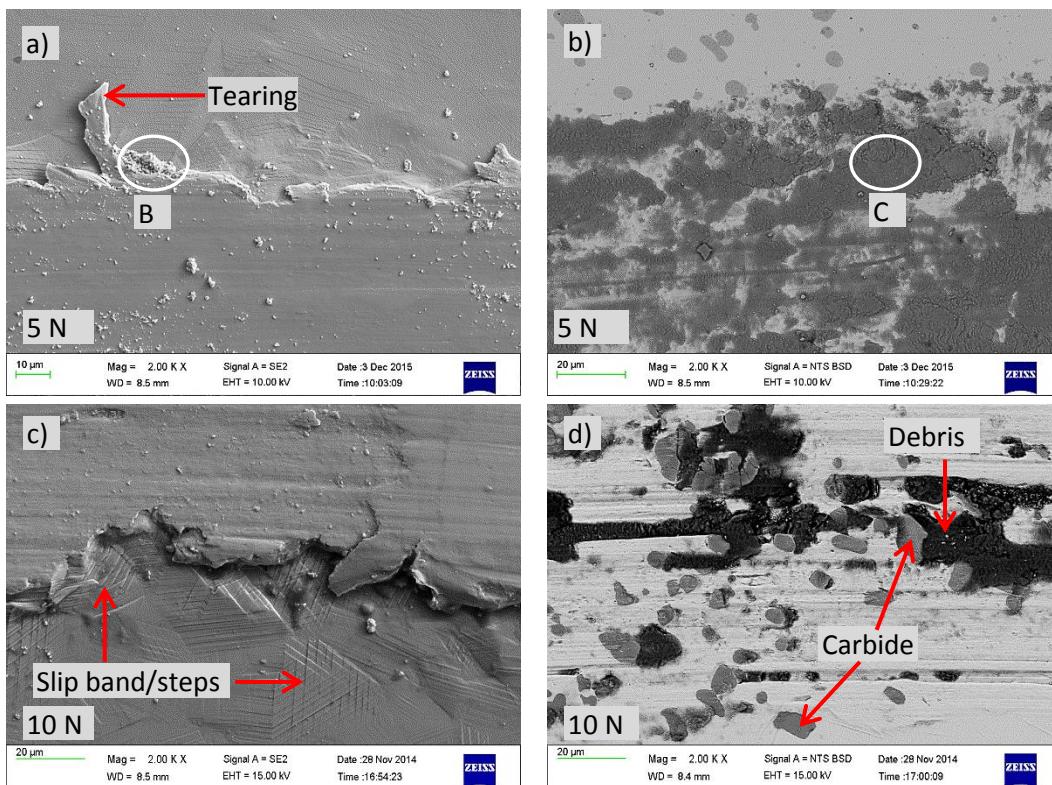 a)
Tearing
B
5 N
10 µm
Mag = 2.00 K X
Signal A = SE2
Date :3 Dec 2015
WD = 8.5 mm
EHT = 10.00 kV
Time :10:03:09
ZEISS
b)
C
5 N
20 µm
Mag = 2.00 K X
Signal A = NTS BSD
Date :3 Dec 2015
WD = 8.5 mm
EHT = 10.00 kV
Time :10:29:22
ZEISS
c)
Slip band/steps
10 N
20 µm
Mag = 2.00 K X
Signal A = SE2
Date :28 Nov 2014
WD = 8.5 mm
EHT = 15.00 kV
Time :16:54:23
ZEISS
d)
Debris
Carbide
10 N
20 µm
Mag = 2.00 K X
Signal A = NTS BSD
Date :28 Nov 2014
WD = 8.4 mm
EHT = 15.00 kV
Time :17:00:09
ZEISS